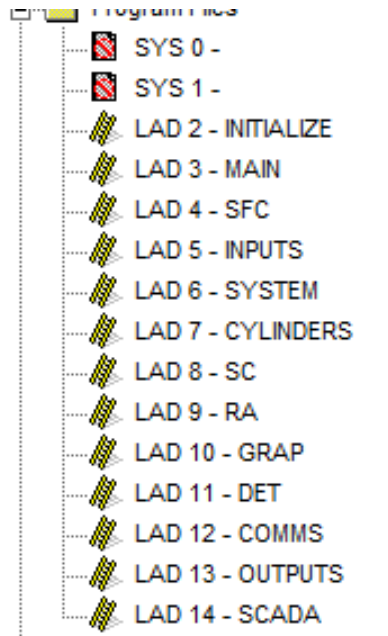 Program Files
SYS 0 -
SYS 1 -
LAD 2 - INITIALIZE
LAD 3 - MAIN
LAD 4 - SFC
LAD 5 - INPUTS
LAD 6 - SYSTEM
LAD 7 - CYLINDERS
LAD 8 - SC
LAD 9 - RA
LAD 10 - GRAP
LAD 11 - DET
LAD 12 - COMMS
LAD 13 - OUTPUTS
LAD 14 - SCADA